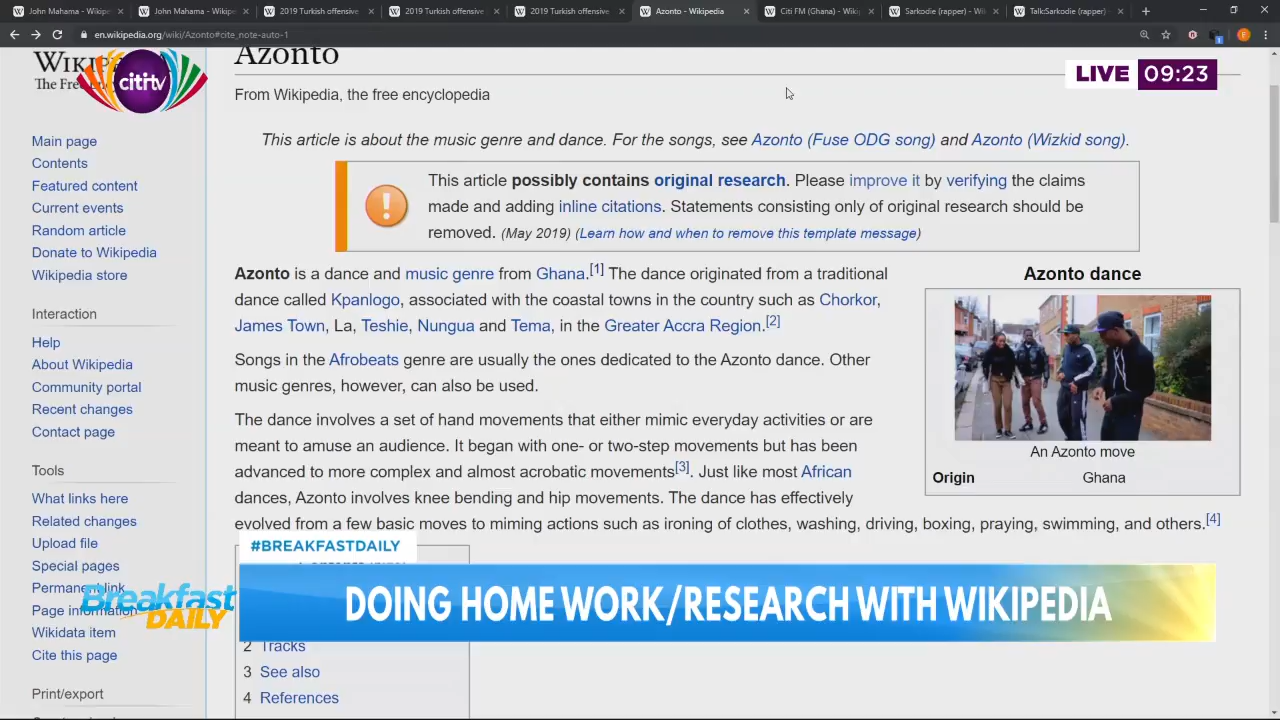 John Mahama - Wikipe
John Mahama - Wikipe
2019 Turkish offensive
2019 Turkish offensive
2019 Turkish offensive
Azonto - Wikipedia
Citi FM (Ghana) - Wikip
Sarkodie (rapper) - Wi
Talk:Sarkodie (rapper)
en.wikipedia.org/wiki/Azonto#cite_note-auto-1
citi tv
LIVE 09:23
Azonto
From Wikipedia, the free encyclopedia
Main page
Contents
Featured content
Current events
Random article
Donate to Wikipedia
Wikipedia store
Interaction
Help
About Wikipedia
Community portal
Recent changes
Contact page
Tools
What links here
Related changes
Upload file
Special pages
Permanent link
Page information
Wikidata item
Cite this page
Print/export
This article is about the music genre and dance. For the songs, see Azonto (Fuse ODG song) and Azonto (Wizkid song).
This article possibly contains original research. Please improve it by verifying the claims
made and adding inline citations. Statements consisting only of original research should be
removed. (May 2019) (Learn how and when to remove this template message)
Azonto is a dance and music genre from Ghana.[1] The dance originated from a traditional
dance called Kpanlogo, associated with the coastal towns in the country such as Chorkor,
James Town, La, Teshie, Nungua and Tema, in the Greater Accra Region.[2]
Songs in the Afrobeats genre are usually the ones dedicated to the Azonto dance. Other
music genres, however, can also be used.
The dance involves a set of hand movements that either mimic everyday activities or are
meant to amuse an audience. It began with one- or two-step movements but has been
advanced to more complex and almost acrobatic movements[3]. Just like most African
dances, Azonto involves knee bending and hip movements. The dance has effectively
evolved from a few basic moves to miming actions such as ironing of clothes, washing, driving, boxing, praying, swimming, and others.[4]
Azonto dance
An Azonto move
Origin Ghana
#BREAKFASTDAILY
Breakfast
DAILY
DOING HOME WORK/RESEARCH WITH WIKIPEDIA
2 Tracks
3 See also
4 References